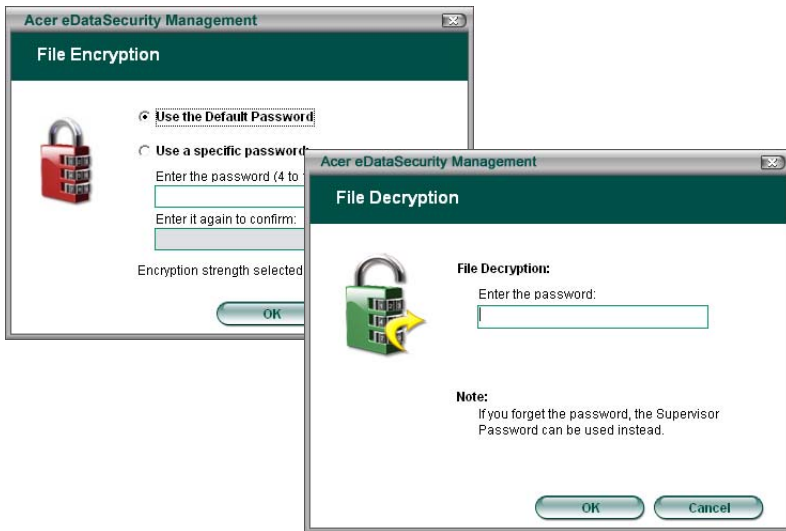 Acer eDataSecurity Management
File Encryption
Use the Default Password
Use a specific password:
Enter the password (4 to
Enter it again to confirm:
Encryption strength selected
OK
Acer eDataSecurity Management
File Decryption
File Decryption:
Enter the password:
Note:
If you forget the password, the Supervisor
Password can be used instead.
OK
Cancel